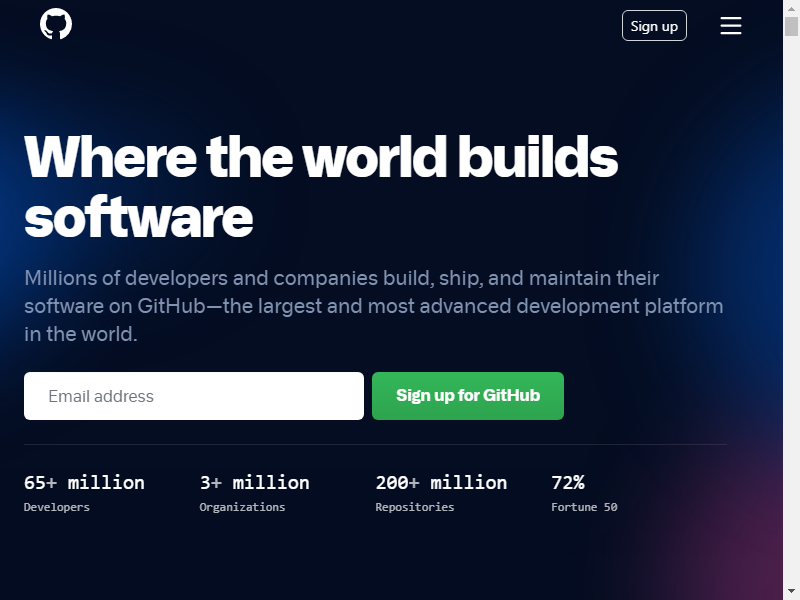 Sign up
Where the world builds
software
Millions of developers and companies build, ship, and maintain their
software on GitHub—the largest and most advanced development platform
in the world.
Email address
Sign up for GitHub
65+ million
3+ million
200+ million
72%
Developers
Organizations
Repositories
Fortune 50